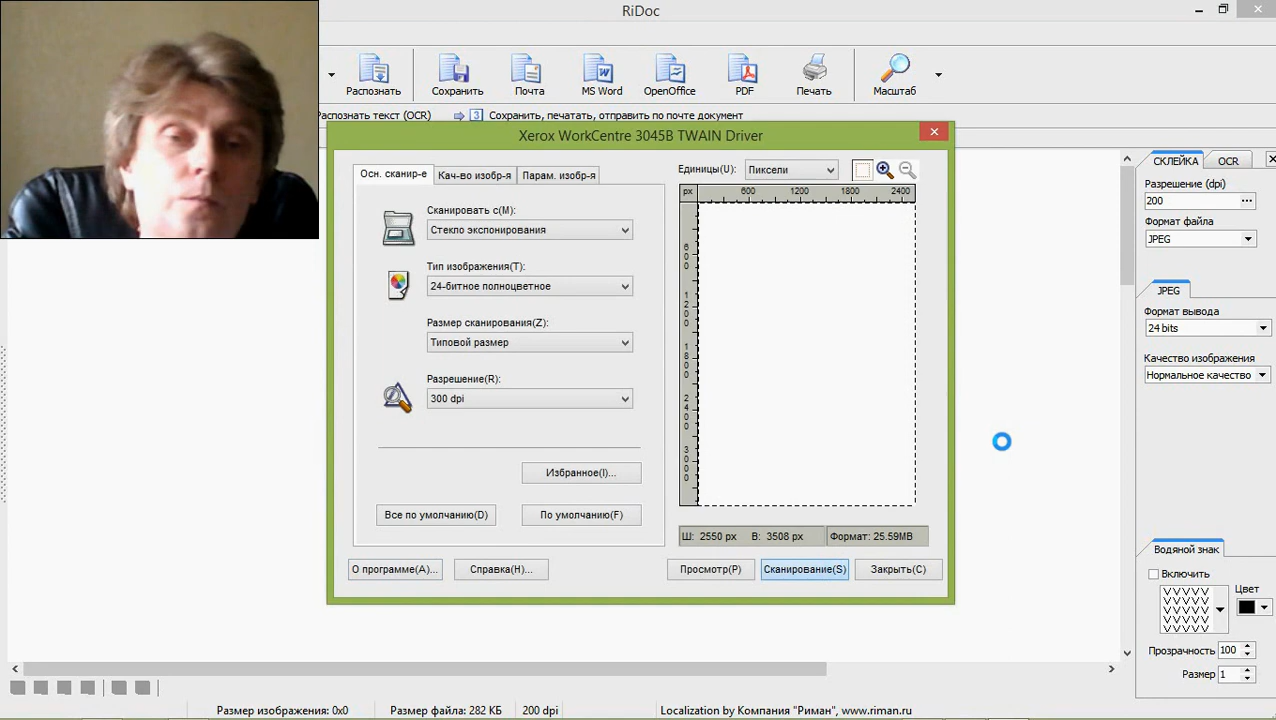 RiDoc
Распознать
Сохранить
Почта
MS Word
OpenOffice
PDF
Печать
Масштаб
Распознать текст (OCR)
3 Сохранить, печатать, отправить по почте документ
Xerox WorkCentre 3045B TWAIN Driver
Осн. сканир-е
Кач-во изобр-я
Парам. изобр-я
Сканировать с(M):
Стекло экспонирования
Тип изображения(T):
24-битное полноцветное
Размер сканирования(Z):
Типовой размер
Разрешение(R):
300 dpi
Избранное(I)...
Все по умолчанию(D)
По умолчанию(F)
О программе(A)...
Справка(H)...
Единицы(U):
Пиксели
px
600
1200
1800
2400
600
1200
1800
2400
3000
Ш: 2550 px В: 3508 px
Формат: 25.59MB
Просмотр(P)
Сканирование(S)
Закрыть(C)
СКЛЕЙКА
OCR
Разрешение (dpi)
200
Формат файла
JPEG
JPEG
Формат вывода
24 bits
Качество изображения
Нормальное качество
Водяной знак
Включить
Цвет
Прозрачность 100
Размер 1
Размер изображения: 0x0
Размер файла: 282 КБ
200 dpi
Localization by Компания "Риман", www.riman.ru